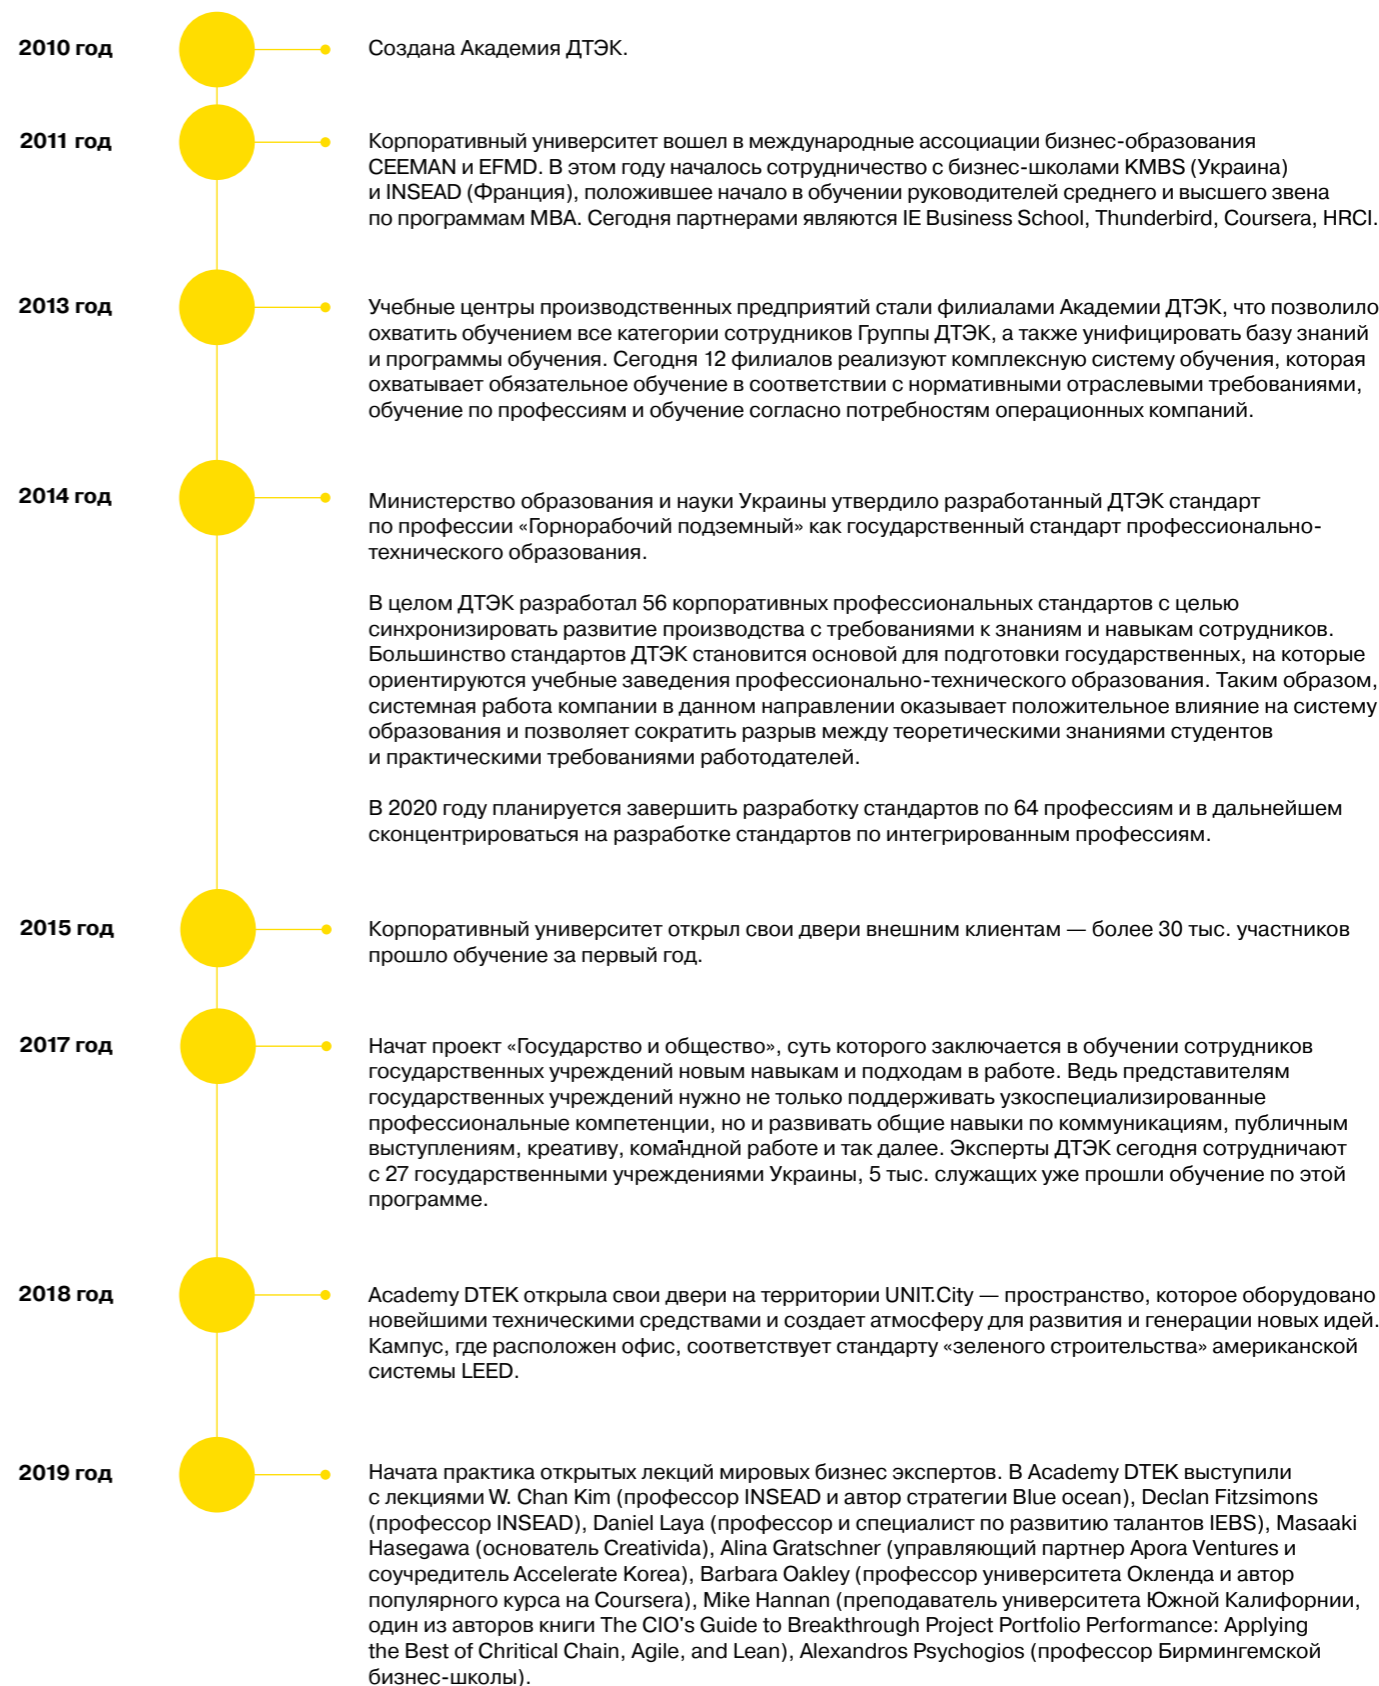 2010 год
Создана Академия ДТЭК.
2011 год
Корпоративный университет вошел в международные ассоциации бизнес-образования
CEEMAN и EFMD. В этом году началось сотрудничество с бизнес-школами KMBS (Украина)
и INSEAD (Франция), положившее начало в обучении руководителей среднего и высшего звена
по программам MBA. Сегодня партнерами являются IE Business School, Thunderbird, Coursera, HRCI.
2013 год
Учебные центры производственных предприятий стали филиалами Академии ДТЭК, что позволило
охватить обучением все категории сотрудников Группы ДТЭК, а также унифицировать базу знаний
и программы обучения. Сегодня 12 филиалов реализуют комплексную систему обучения, которая
охватывает обязательное обучение в соответствии с нормативными отраслевыми требованиями,
обучение по профессиям и обучение согласно потребностям операционных компаний.
2014 год
Министерство образования и науки Украины утвердило разработанный ДТЭК стандарт
по профессии «Горнорабочий подземный» как государственный стандарт профессионально-
технического образования.
В целом ДТЭК разработал 56 корпоративных профессиональных стандартов с целью
синхронизировать развитие производства с требованиями к знаниям и навыкам сотрудников.
Большинство стандартов ДТЭК становится основой для подготовки государственных, на которые
ориентируются учебные заведения профессионально-технического образования. Таким образом,
системная работа компании в данном направлении оказывает положительное влияние на систему
образования и позволяет сократить разрыв между теоретическими знаниями студентов
и практическими требованиями работодателей.
В 2020 году планируется завершить разработку стандартов по 64 профессиям и в дальнейшем
сконцентрироваться на разработке стандартов по интегрированным профессиям.
2015 год
Корпоративный университет открыл свои двери внешним клиентам — более 30 тыс. участников
прошло обучение за первый год.
2017 год
Начат проект «Государство и общество», суть которого заключается в обучении сотрудников
государственных учреждений новым навыкам и подходам в работе. Ведь представителям
государственных учреждений нужно не только поддерживать узкоспециализированные
профессиональные компетенции, но и развивать общие навыки по коммуникациям, публичным
выступлениям, креативу, командной работе и так далее. Эксперты ДТЭК сегодня сотрудничают
с 27 государственными учреждениями Украины, 5 тыс. служащих уже прошли обучение по этой
программе.
2018 год
Academy DTEK открыла свои двери на территории UNIT.City — пространство, которое оборудовано
новейшими техническими средствами и создает атмосферу для развития и генерации новых идей.
Кампус, где расположен офис, соответствует стандарту «зеленого строительства» американской
системы LEED.
2019 год
Начата практика открытых лекций мировых бизнес экспертов. В Academy DTEK выступили
с лекциями W. Chan Kim (профессор INSEAD и автор стратегии Blue ocean), Declan Fitzsimons
(профессор INSEAD), Daniel Laya (профессор и специалист по развитию талантов IEBS), Masaaki
Hasegawa (основатель Creativida), Alina Gratschner (управляющий партнер Apora Ventures и
соучредитель Accelerate Korea), Barbara Oakley (профессор университета Окленда и автор
популярного курса на Coursera), Mike Hannan (преподаватель университета Южной Калифорнии,
один из авторов книги The CIO's Guide to Breakthrough Project Portfolio Performance: Applying
the Best of Chritical Chain, Agile, and Lean), Alexandros Psychogios (профессор Бирмингемской
бизнес-школы).